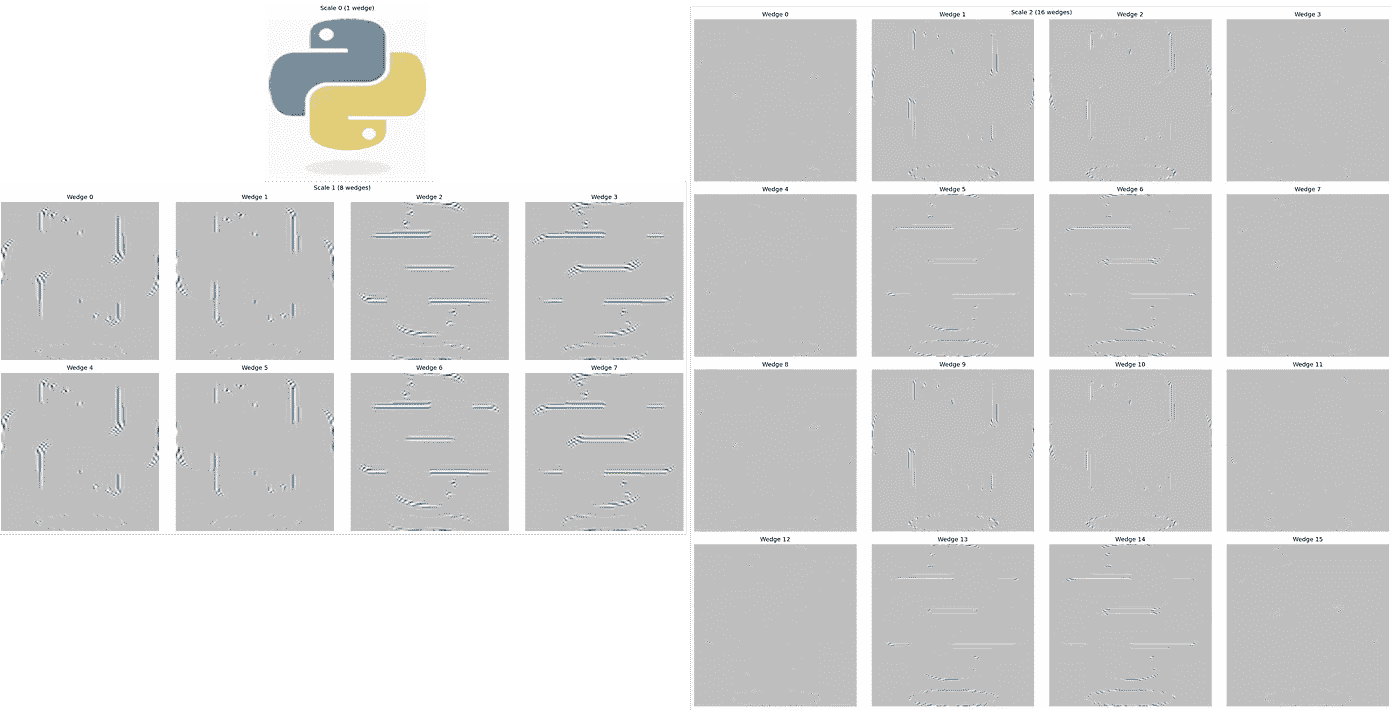 Scale 0 (1 wedge)
Scale 1 (8 wedges)
Wedge 0
Wedge 1
Wedge 2
Wedge 3
Wedge 4
Wedge 5
Wedge 6
Wedge 7
Scale 2 (16 wedges)
Wedge 0
Wedge 1
Wedge 2
Wedge 3
Wedge 4
Wedge 5
Wedge 6
Wedge 7
Wedge 8
Wedge 9
Wedge 10
Wedge 11
Wedge 12
Wedge 13
Wedge 14
Wedge 15